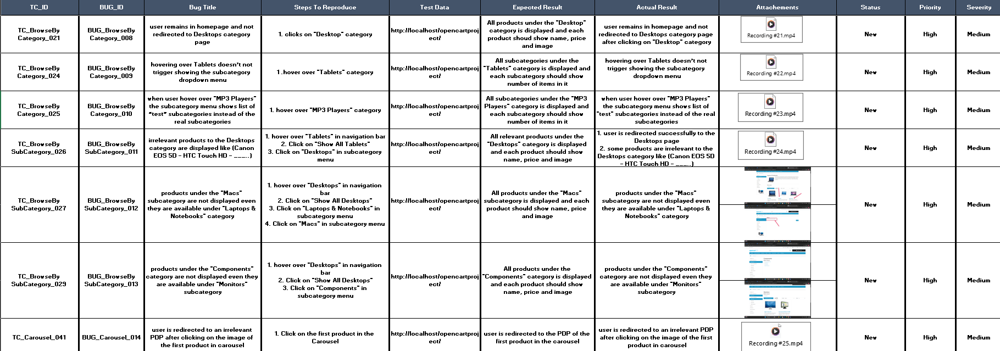 TC_ID
BUG_ID
Bug Title
Steps To Reproduce
Test Data
Expected Result
Actual Result
Attachements
Status
Priority
Severity
TC_BrowseBy
Category_021
BUG_BrowseBy
Category_008
user remains in homepage and not
redirected to Desktops category
page
1. clicks on "Desktop" category
http://localhost/opencartproj
ect/
All products under the "Desktop"
category is displayed and each
product shoud show name, price
and image
user remains in homepage and not
redirected to Desktops category page
after clicking on "Desktop" category
Recording #21.mp4
New
High
Medium
TC_BrowseBy
Category_024
BUG_BrowseBy
Category_009
hovering over Tablets doesn't not
trigger showing the subcategory
dropdown menu
1.hover over "Tablets" category
http://localhost/opencartproj
ect/
All subcategories under the
"Tablets" category is displayed and
each subcategory should show
number of items in it
hovering over Tablets doesn't not
trigger showing the subcategory
dropdown menu
Recording #22.mp4
New
High
Medium
TC_BrowseBy
Category_025
BUG_BrowseBy
Category_010
when user hover over "MP3 Players"
the subcategory menu shows list of
"test" subcategories instead of the
real subcategories
1. hover over "MP3 Players" category
http://localhost/opencartproj
ect/
All subcategories under the "MP3
Players" category is displayed and
each subcategory should show
number of items in it
when user hover over "MP3 Players"
the subcategory menu shows list of
"test" subcategories instead of the
real subcategories
Recording #23.mp4
New
High
Medium
TC_BrowseBy
SubCategory_026
BUG_BrowseBy
SubCategory_011
irrelevant products to the Desktops
category are displayed like (Canon
EOS 5D - HTC Touch HD - ____..)
1. hover over "Tablets" in navigation bar
2. Click on "Show All Tablets"
3. Click on "Desktops" in subcategory
menu
http://localhost/opencartproj
ect/
All relevant products under the
"Desktops" category is displayed
and each product should show
name, price and image
1. user is redirected successfully to the
Desktops page
2. some products are irrelevant to the
Desktops category like (Canon EOS 5D
- HTC Touch HD - ____..)
Recording #24.mp4
New
High
Medium
TC_BrowseBy
SubCategory_027
BUG_BrowseBy
SubCategory_012
products under the "Macs"
subcategory are not displayed even
they are available under "Laptops &
Notebooks" category
1. hover over "Desktops" in navigation
bar
2. Click on "Show All Desktops"
3. Click on "Laptops & Notebooks" in
subcategory menu
4. Click on "Macs" in subcategory menu
http://localhost/opencartproj
ect/
All products under the "Macs"
subcategory is displayed and each
product should show name, price
and image
products under the "Macs"
subcategory are not displayed even
they are available under "Laptops &
Notebooks" category
New
High
Medium
TC_BrowseBy
SubCategory_029
BUG_BrowseBy
SubCategory_013
products under the "Components"
category are not displayed even they
are available under "Monitors"
subcategory
1. hover over "Desktops" in navigation
bar
2. Click on "Show All Desktops"
3. Click on "Components" in
subcategory menu
http://localhost/opencartproj
ect/
All products under the
"Components" category is displayed
and each product should show
name, price and image
products under the "Components"
category are not displayed even they
are available under "Monitors"
subcategory
New
High
Medium
TC_Carousel_041
BUG_Carousel_014
user is redirected to an irrelevant
PDP after clicking on the image of
the first product in carousel
1. Click on the first product in the
Carousel
http://localhost/opencartproj
ect/
user is redirected to the PDP of the
first product in the carousel
user is redirected to an irrelevant PDP
after clicking on the image of the first
product in carousel
Recording #25.mp4
New
High
Medium